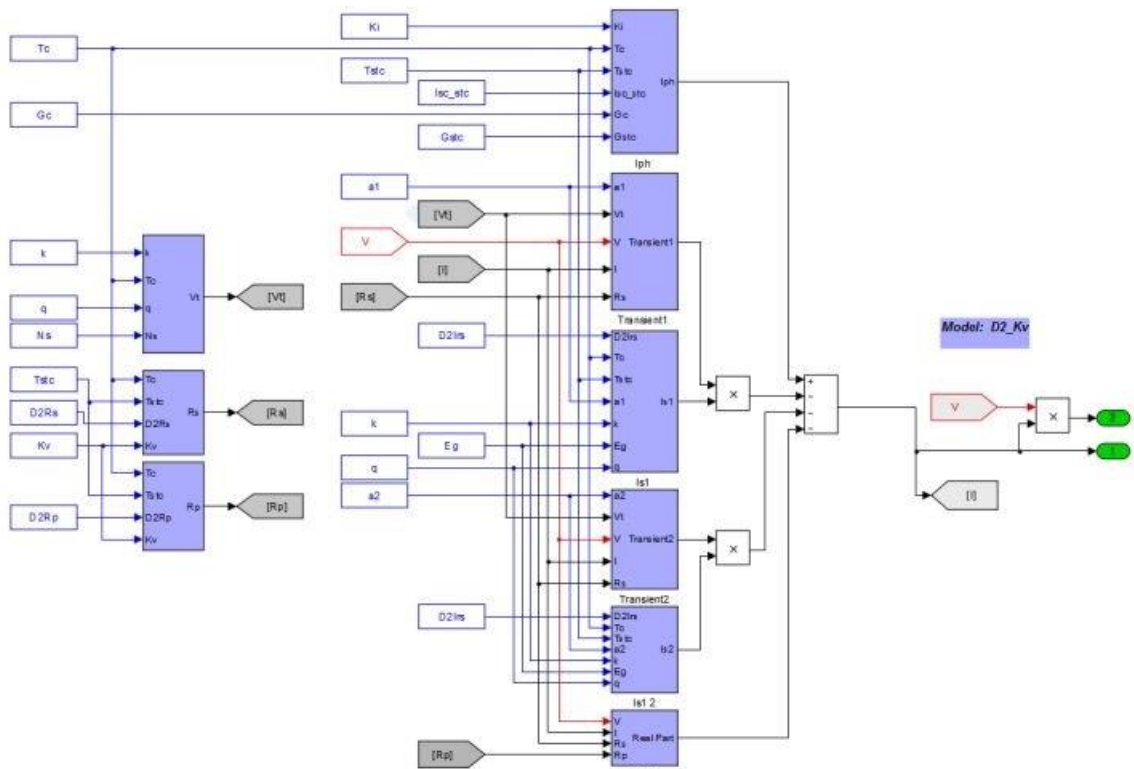 Tc
Gc
k
q
Ns
k
Tc
q
Ns
Vt
[Vt]
Tstc
D2Rs
Kv
Tc
Tstc
D2Rs
Kv
Rs
[Rs]
D2Rp
Tc
Tstc
D2Rp
Kv
Rp
[Rp]
Ki
Tstc
Isc_stc
Gstc
Ki
Tc
Tstc
Isc_stc
Gc
Gstc
Iph
Iph
a1
[Vt]
V
[I]
[Rs]
a1
Vt
V
I
Rs
Transient1
Transient1
D2Irs
k
Eg
q
a2
D2Irs
Tc
Tstc
a1
k
Eg
q
Is1
Is1
a2
Vt
V
I
Rs
Transient2
Transient2
D2Irs
D2Irs
Tc
Tstc
a2
k
Eg
q
Is2
Is1 2
[Rp]
V
I
Rs
Rp
Real Part
×
×
+
−
−
−
Model: D2_Kv
V
×
2
1
[I]